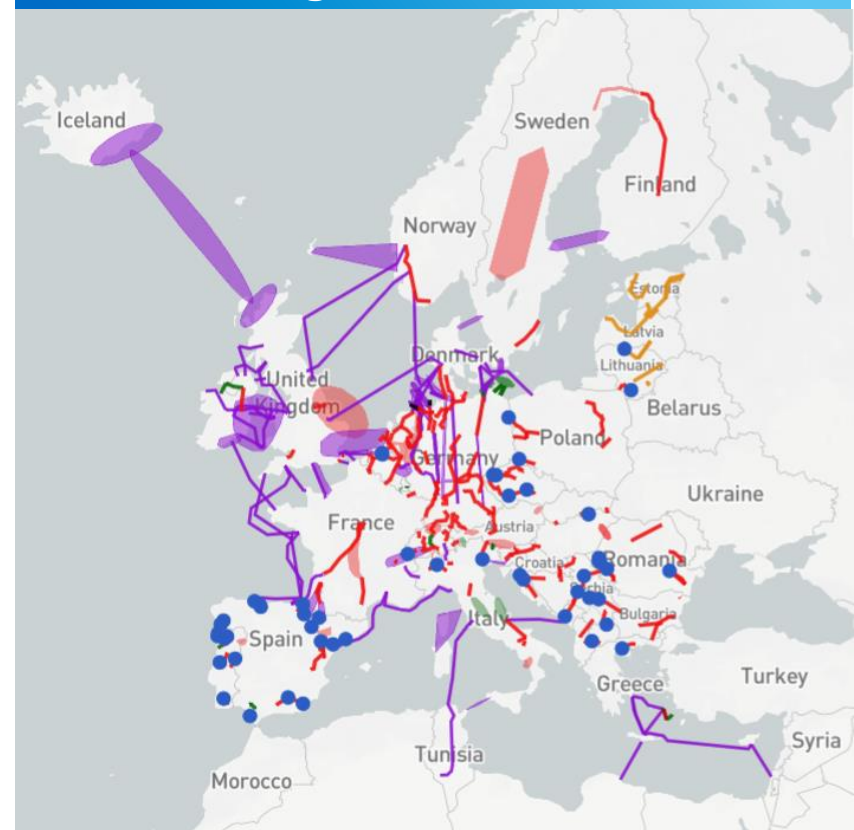 Iceland
Sweden
Finland
Norway
Estonia
Latvia
Denmark
Lithuania
United
Kingdom
Belarus
Poland
Germany
Ukraine
France
Austria
Croatia
Romania
Serbia
Bulgaria
Italy
Spain
Greece
Turkey
Syria
Tunisia
Morocco